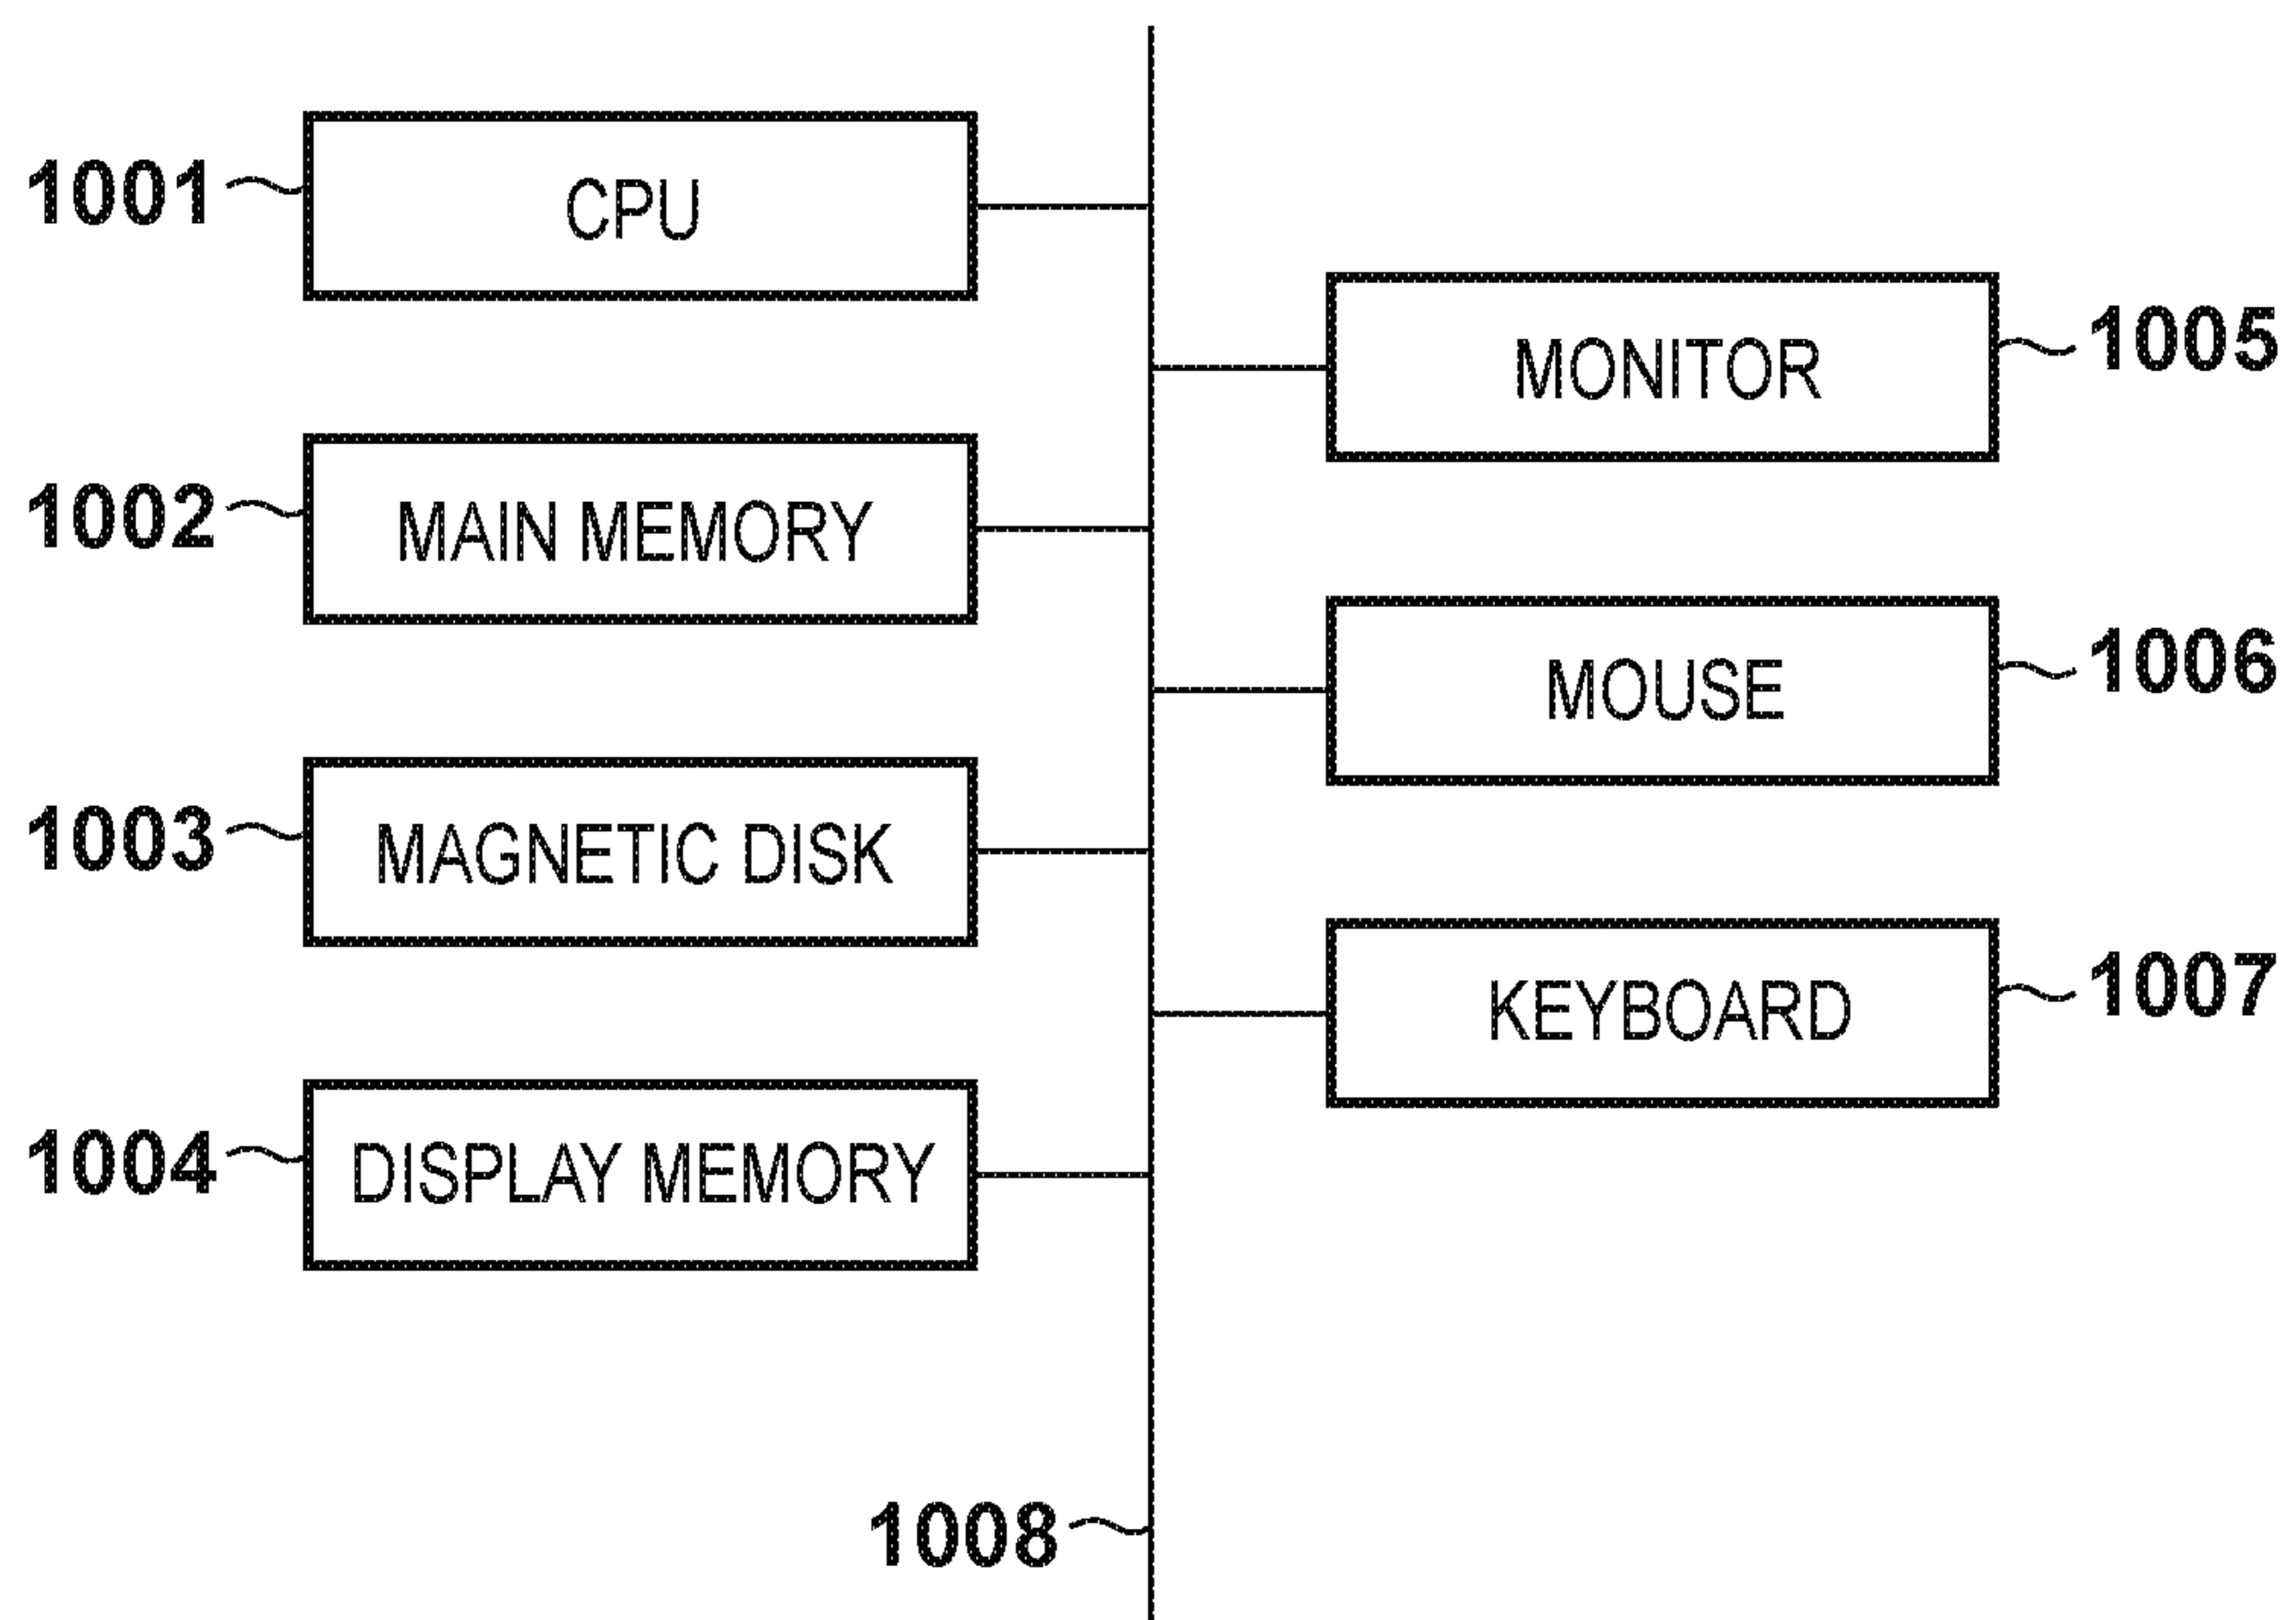 1001
CPU
1002
MAIN MEMORY
1003
MAGNETIC DISK
1004
DISPLAY MEMORY
MONITOR
1005
MOUSE
1006
KEYBOARD
1007
1008